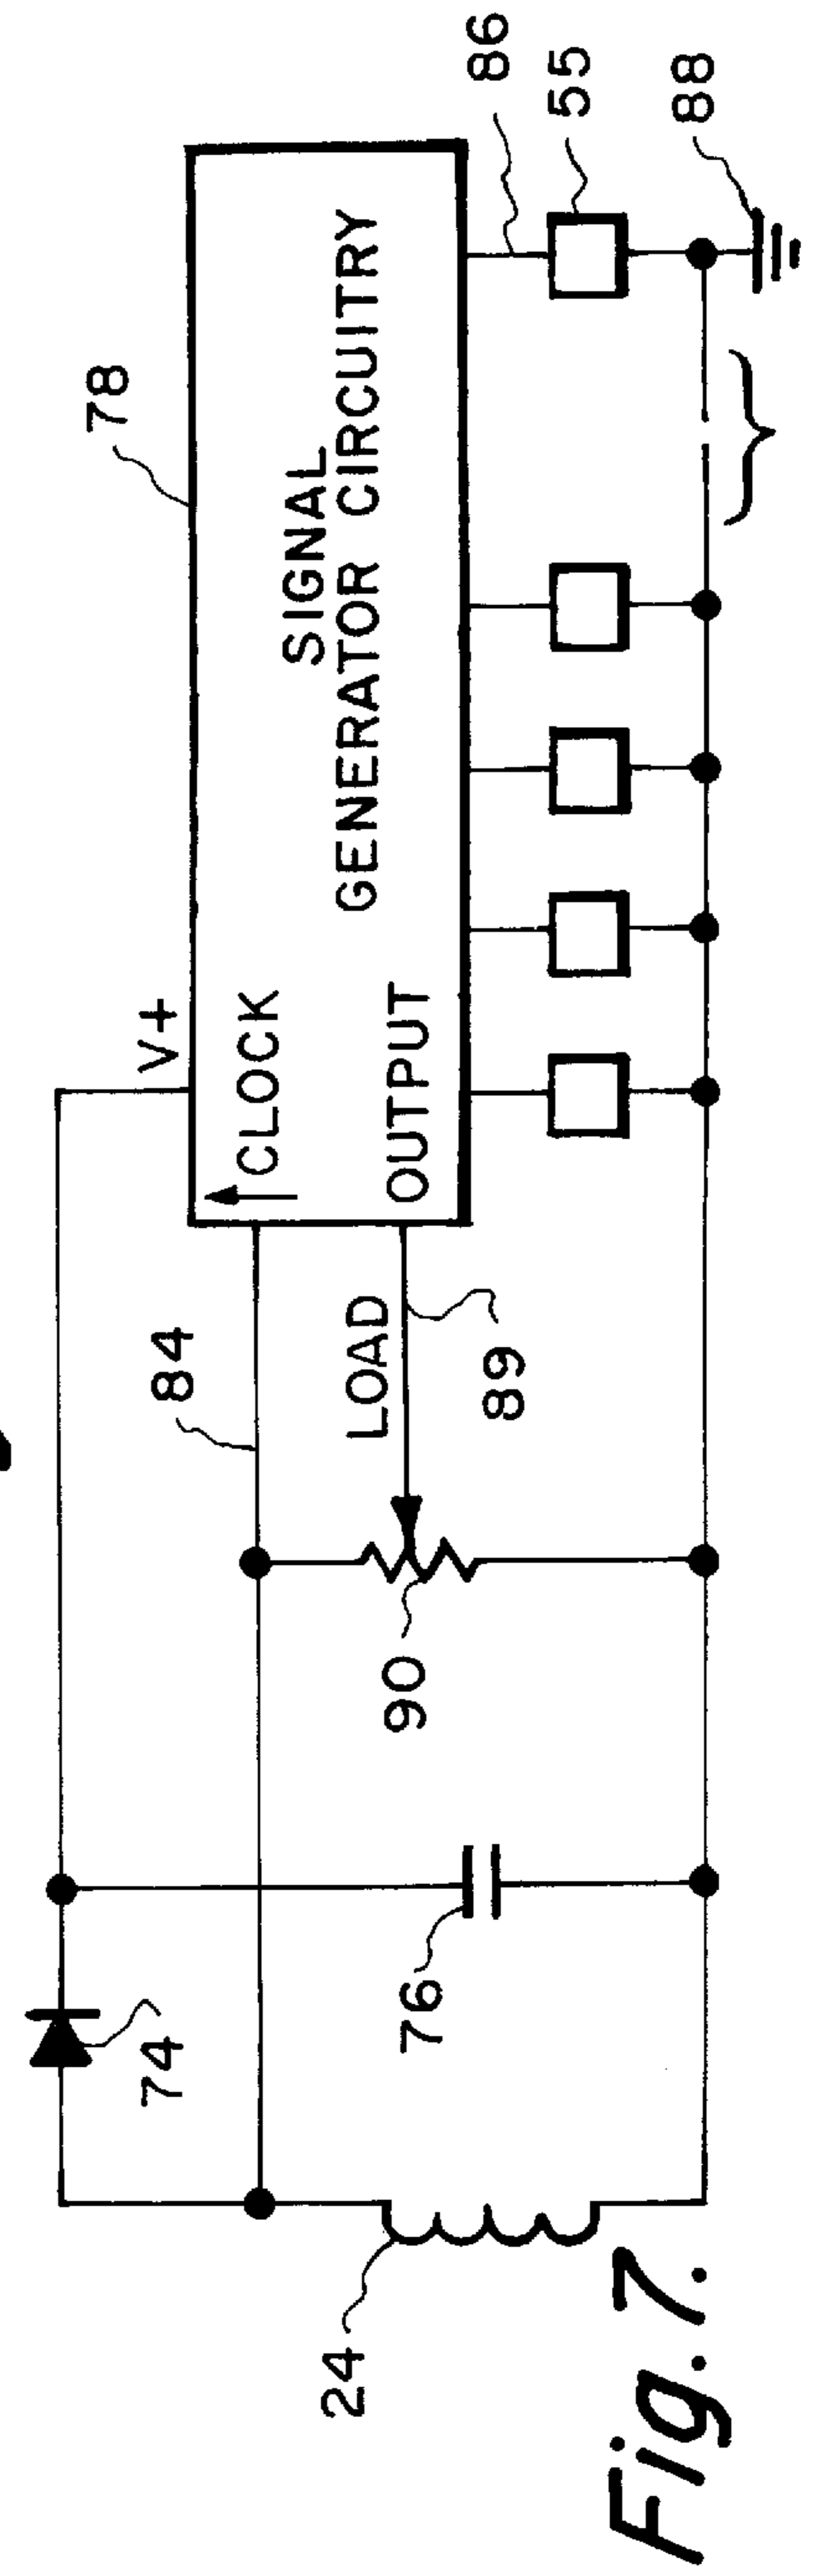 74
V+
78
84
CLOCK
SIGNAL
GENERATOR CIRCUITRY
LOAD
OUTPUT
24
76
90
89
86
55
88
Fig. 7.